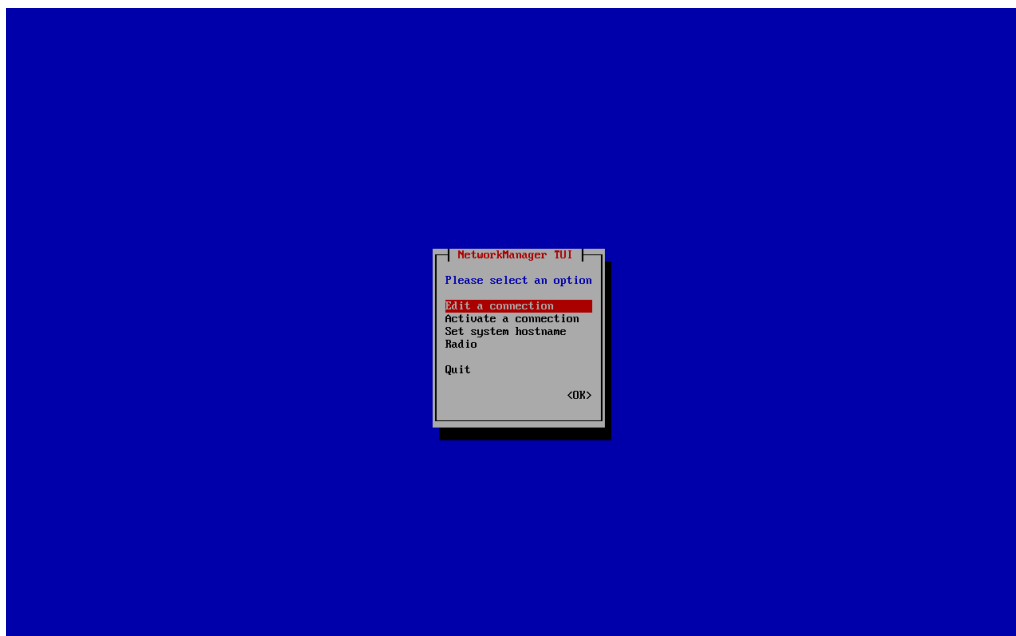 NetworkManager TUI
Please select an option
Edit a connection
Activate a connection
Set system hostname
Radio
Quit
<OK>